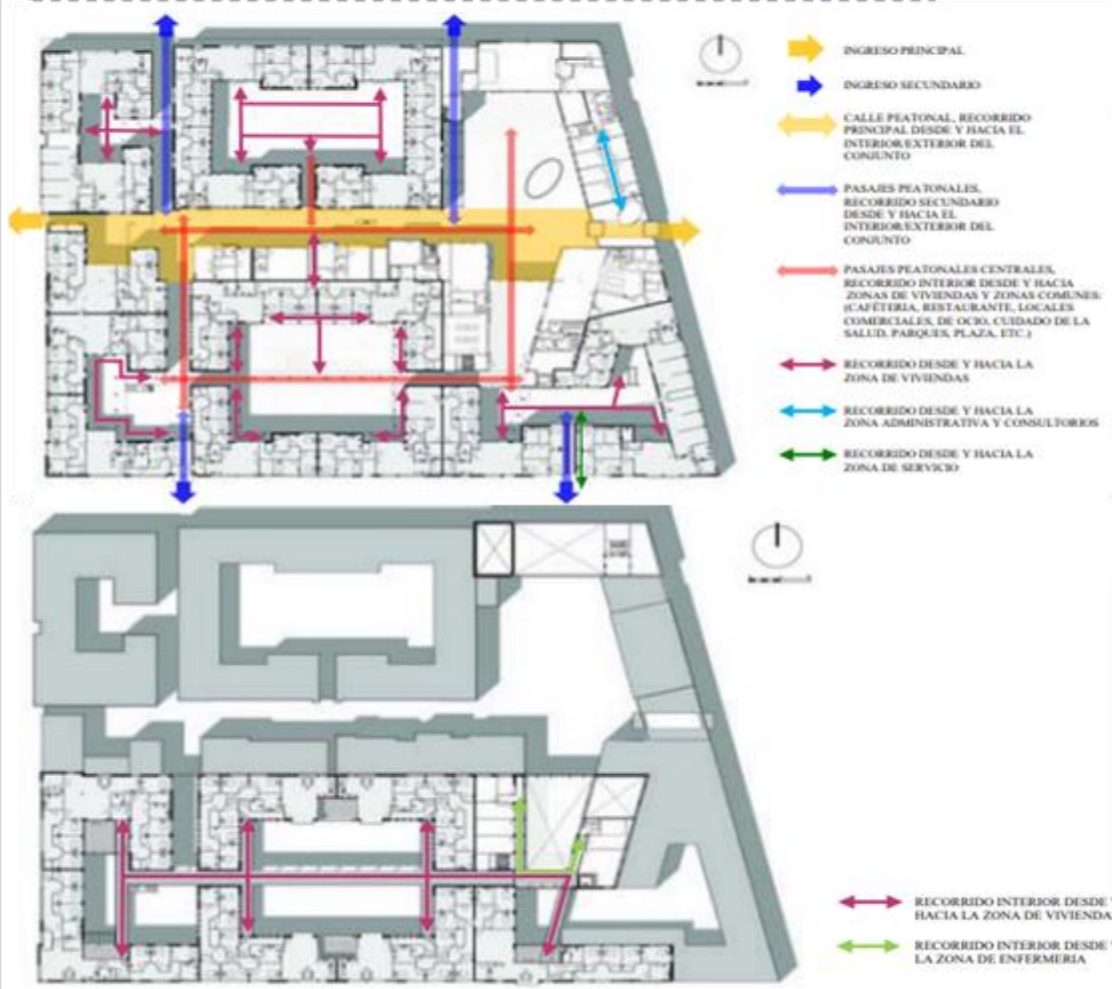 INGRESO PRINCIPAL
INGRESO SECUNDARIO
CALLE PEATONAL, RECORRIDO
PRINCIPAL DESDE Y HACIA EL
INTERIOR/EXTERIOR DEL
CONJUNTO
PASAJES PEATONALES,
RECORRIDO SECUNDARIO
DESDE Y HACIA EL
INTERIOR/EXTERIOR DEL
CONJUNTO
PASAJES PEATONALES CENTRALES,
RECORRIDO INTERIOR DESDE Y HACIA
ZONAS DE VIVIENDAS Y ZONAS COMUNES:
(CAFÉTERIA, RESTAURANTE, LOCALES
COMERCIALES, DE OCIO, CUIDADO DE LA
SALUD, PARQUES, PLAZA, ETC.)
RECORRIDO DESDE Y HACIA LA
ZONA DE VIVIENDAS
RECORRIDO DESDE Y HACIA LA
ZONA ADMINISTRATIVA Y CONSULTORIOS
RECORRIDO DESDE Y HACIA LA
ZONA DE SERVICIO
RECORRIDO INTERIOR DESDE
HACIA LA ZONA DE VIVIENDA
RECORRIDO INTERIOR DESDE
LA ZONA DE ENFERMERIA